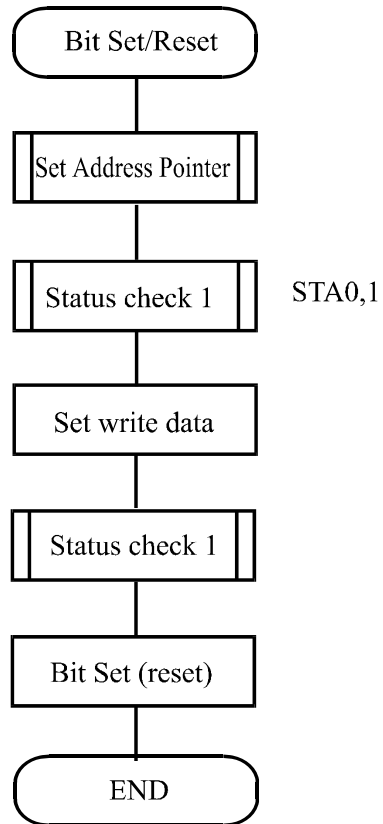 Bit Set/Reset
Set Address Pointer
Status check 1
STA0,1
Set write data
Status check 1
Bit Set (reset)
END